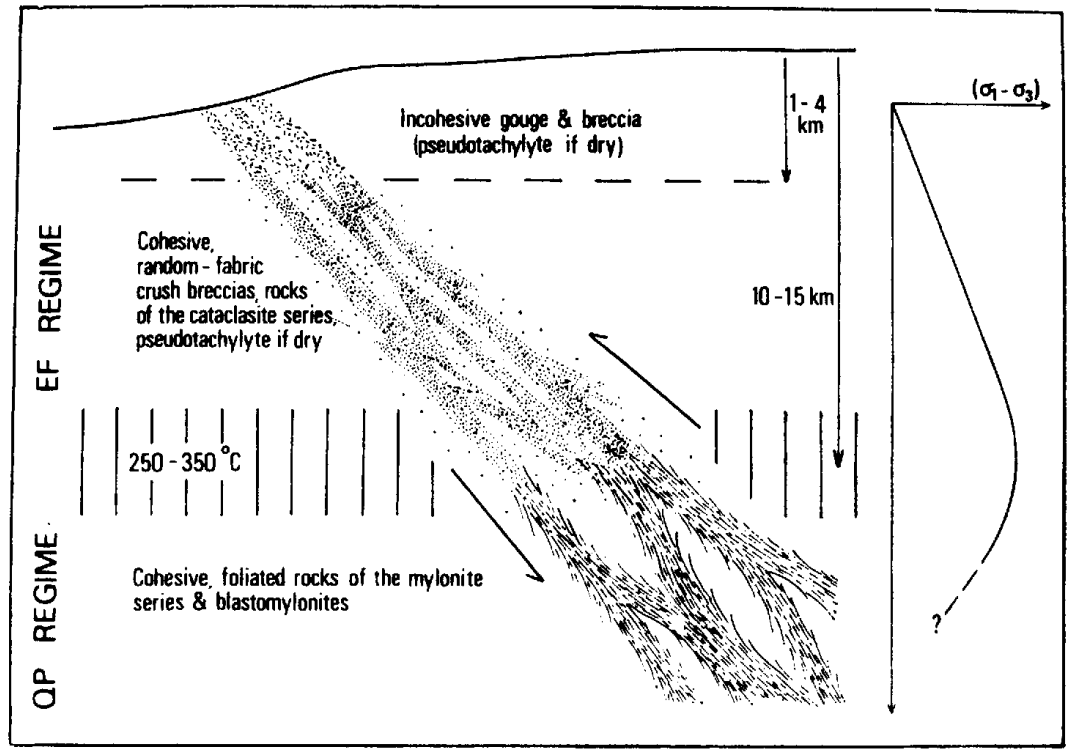 (σ1 - σ3)
1 - 4
km
Incohesive gouge & breccia
(pseudotachylyte if dry)
EF REGIME
Cohesive,
random - fabric
crush breccias, rocks
of the cataclasite series,
pseudotachylyte if dry
10 - 15 km
250 - 350 °C
QP REGIME
Cohesive, foliated rocks of the mylonite
series & blastomylonites
?